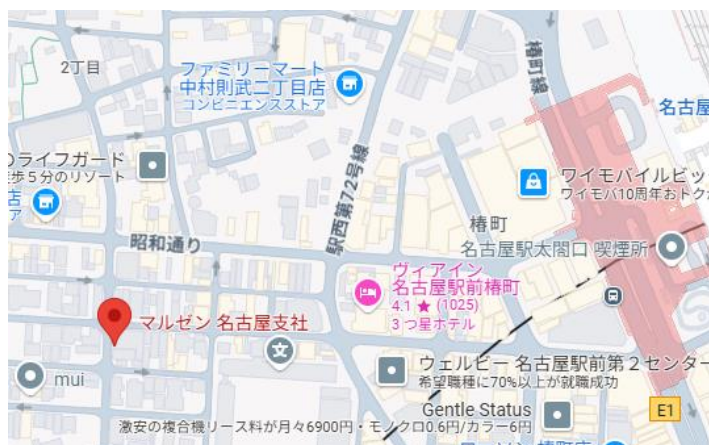 2丁目
ファミリーマート
中村則武二丁目店
コンビニエンスストア
椿町線
名古屋
のライフガード
歩5分のリゾート
店
ア
駅西第72号線
ワイモバイルビッ
ワイモバ10周年おトクか
昭和通り
椿町
名古屋駅太閤口 喫煙所
ヴィアイン
名古屋駅前椿町
4.1 ★ (1025)
3 つ星ホテル
マルゼン 名古屋支社
文
mui
ウェルビー 名古屋駅前第２センター
希望職種に70%以上が就職成功
Gentle Status
E1
激安の複合機リース料が月々6900円・モノクロ0.6円/カラー6円